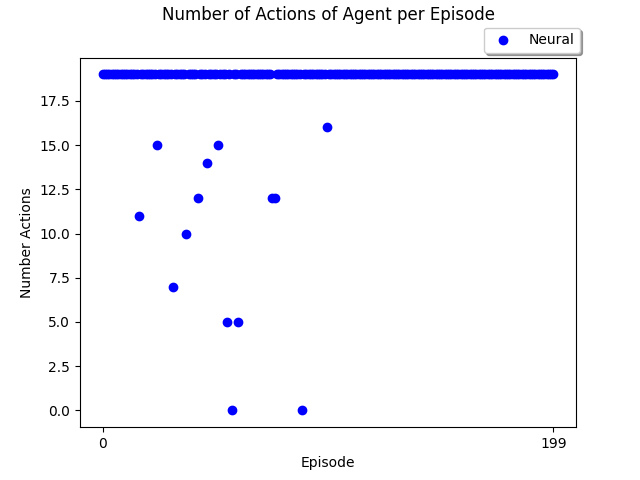 Number of Actions of Agent per Episode
Neural
17.5
15.0
12.5
10.0
7.5
5.0
2.5
0.0
Number Actions
0
199
Episode